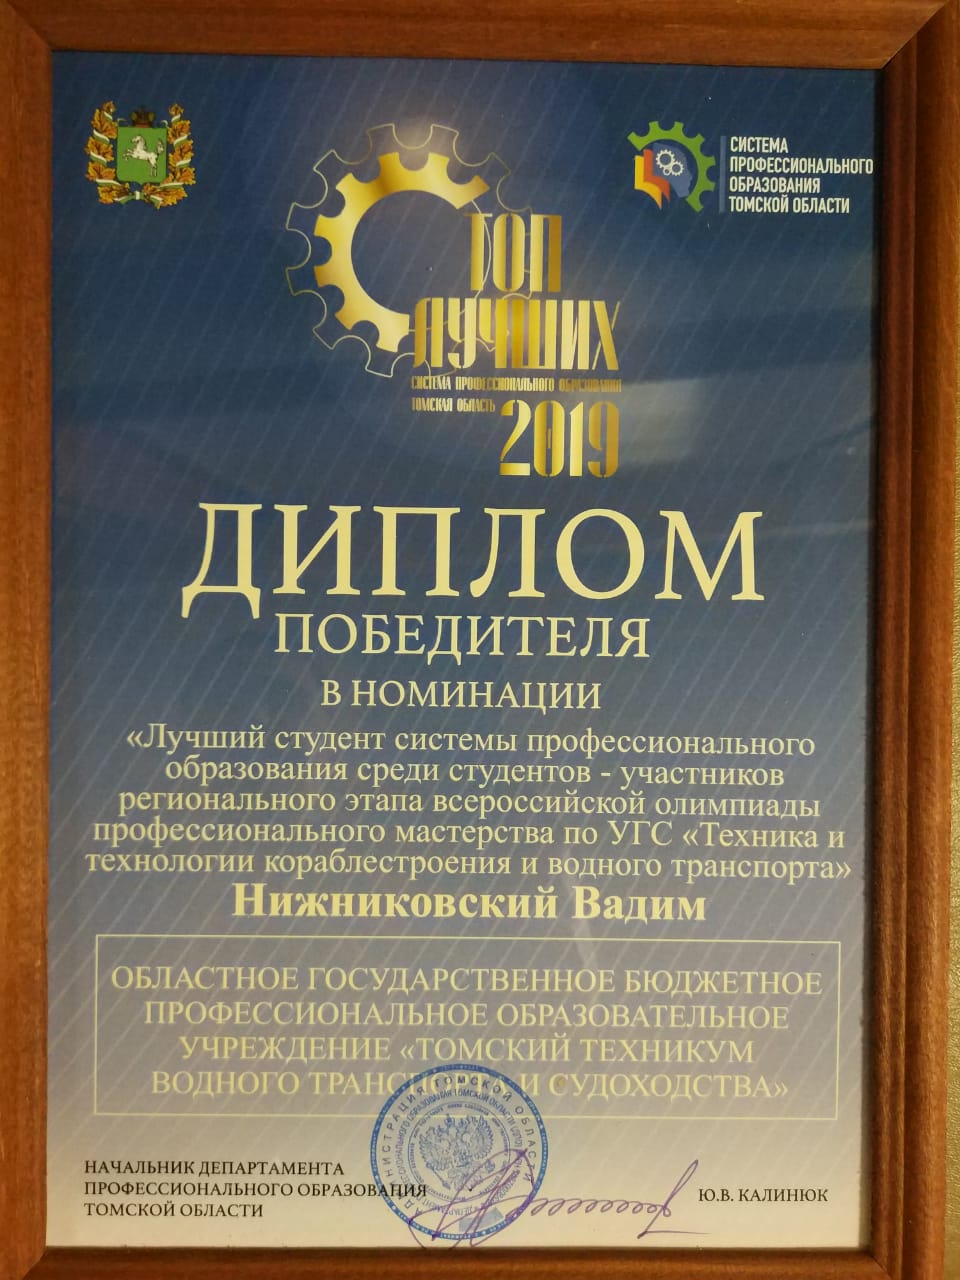 СИСТЕМА
ПРОФЕССИОНАЛЬНОГО
ОБРАЗОВАНИЯ
ТОМСКОЙ ОБЛАСТИ
ТОП
ЛУЧШИХ
СИСТЕМА ПРОФЕССИОНАЛЬНОГО ОБРАЗОВАНИЯ
ТОМСКАЯ ОБЛАСТЬ
2019
ДИПЛОМ
ПОБЕДИТЕЛЯ
В НОМИНАЦИИ
«Лучший студент системы профессионального
образования среди студентов - участников
регионального этапа всероссийской олимпиады
профессионального мастерства по УГС «Техника и
технологии кораблестроения и водного транспорта»
Нижниковский Вадим
ОБЛАСТНОЕ ГОСУДАРСТВЕННОЕ БЮДЖЕТНОЕ
ПРОФЕССИОНАЛЬНОЕ ОБРАЗОВАТЕЛЬНОЕ
УЧРЕЖДЕНИЕ «ТОМСКИЙ ТЕХНИКУМ
ВОДНОГО ТРАНСПОРТА И СУДОХОДСТВА»
АДМИНИСТРАЦИЯ ТОМСКОЙ ОБЛАСТИ
НАЧАЛЬНИК ДЕПАРТАМЕНТА
ПРОФЕССИОНАЛЬНОГО ОБРАЗОВАНИЯ
ТОМСКОЙ ОБЛАСТИ
Ю.В. КАЛИНЮК